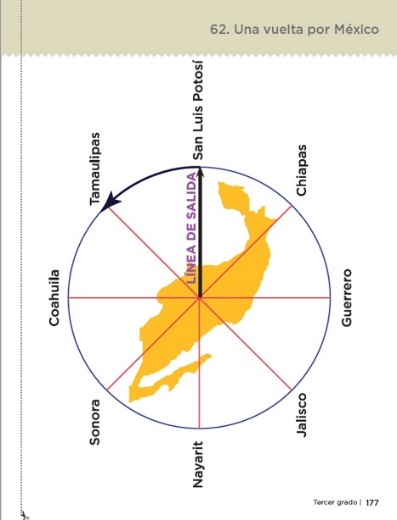 62. Una vuelta por México
San Luis Potosí
Tamaulipas
Chiapas
LÍNEA DE SALIDA
Coahuila
Guerrero
Sonora
Jalisco
Nayarit
Tercer grado | 177